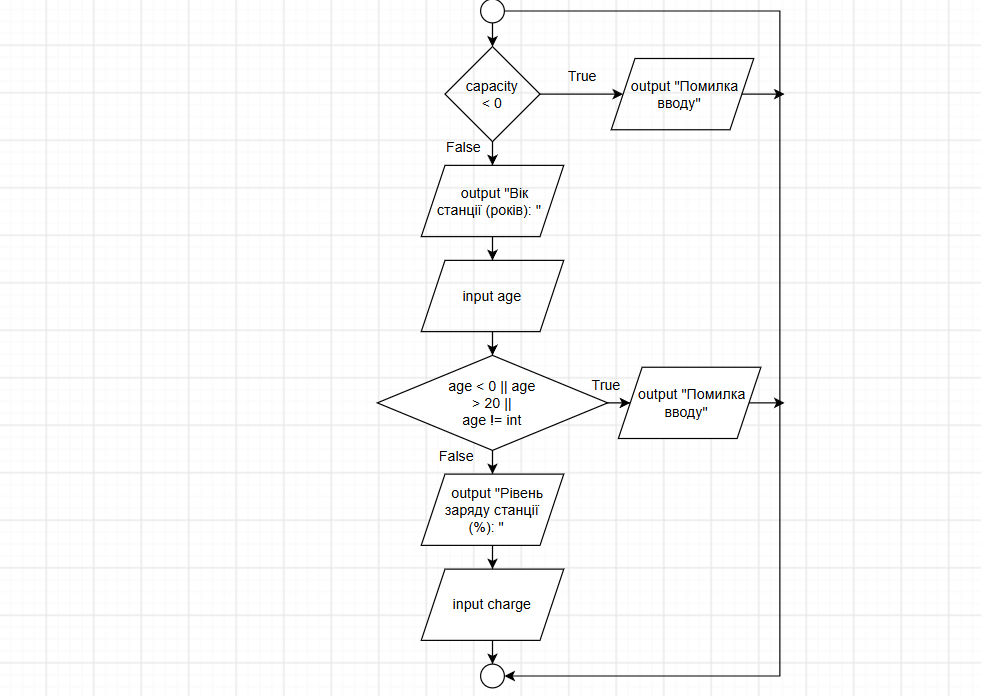 capacity
< 0
True
output "Помилка
вводу"
False
output "Вік
станції (років): "
input age
age < 0 || age
> 20 ||
age != int
True
output "Помилка
вводу"
False
output "Рівень
заряду станції
(%): "
input charge